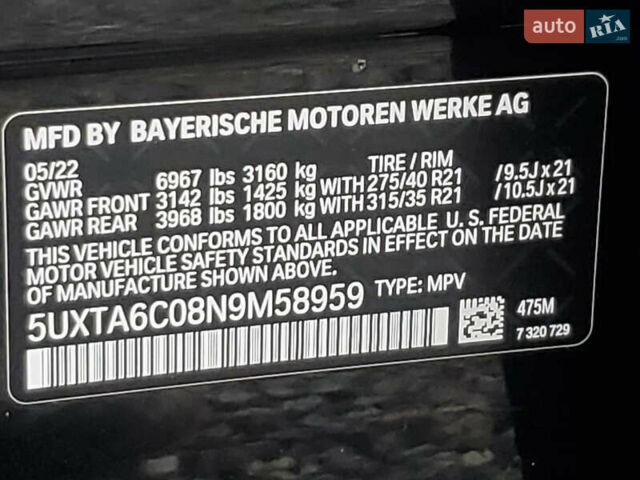 auto RIA
.com
MFD BY BAYERISCHE MOTOREN WERKE AG
05/22 TIRE / RIM
GVWR 6967 lbs 3160 kg
GAWR FRONT 3142 lbs 1425 kg WITH 275/40 R21 /9.5J x 21
GAWR REAR 3968 lbs 1800 kg WITH 315/35 R21 /10.5J x 21
THIS VEHICLE CONFORMS TO ALL APPLICABLE U. S. FEDERAL
MOTOR VEHICLE SAFETY STANDARDS IN EFFECT ON THE DATE
OF MANUFACTURE SHOWN ABOVE.
5UXTA6C08N9M58959 TYPE: MPV
475M
7 320 729